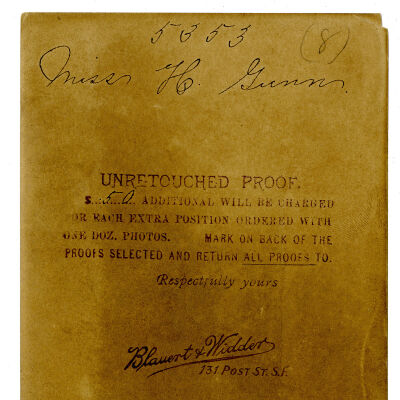 5353
(8)
Miss H. Gunn.
UNRETOUCHED PROOF.
$..50.. ADDITIONAL WILL BE CHARGED
FOR EACH EXTRA POSITION ORDERED WITH
ONE DOZ. PHOTOS. MARK ON BACK OF THE
PROOFS SELECTED AND RETURN ALL PROOFS TO.
Respectfully yours
Blauert & Widder
131 POST ST. S.F.